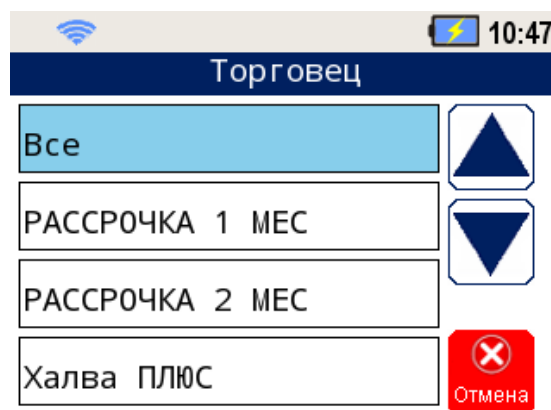 10:47
Торговец
Все
РАССРОЧКА 1 МЕС
РАССРОЧКА 2 МЕС
Халва ПЛЮС
Отмена